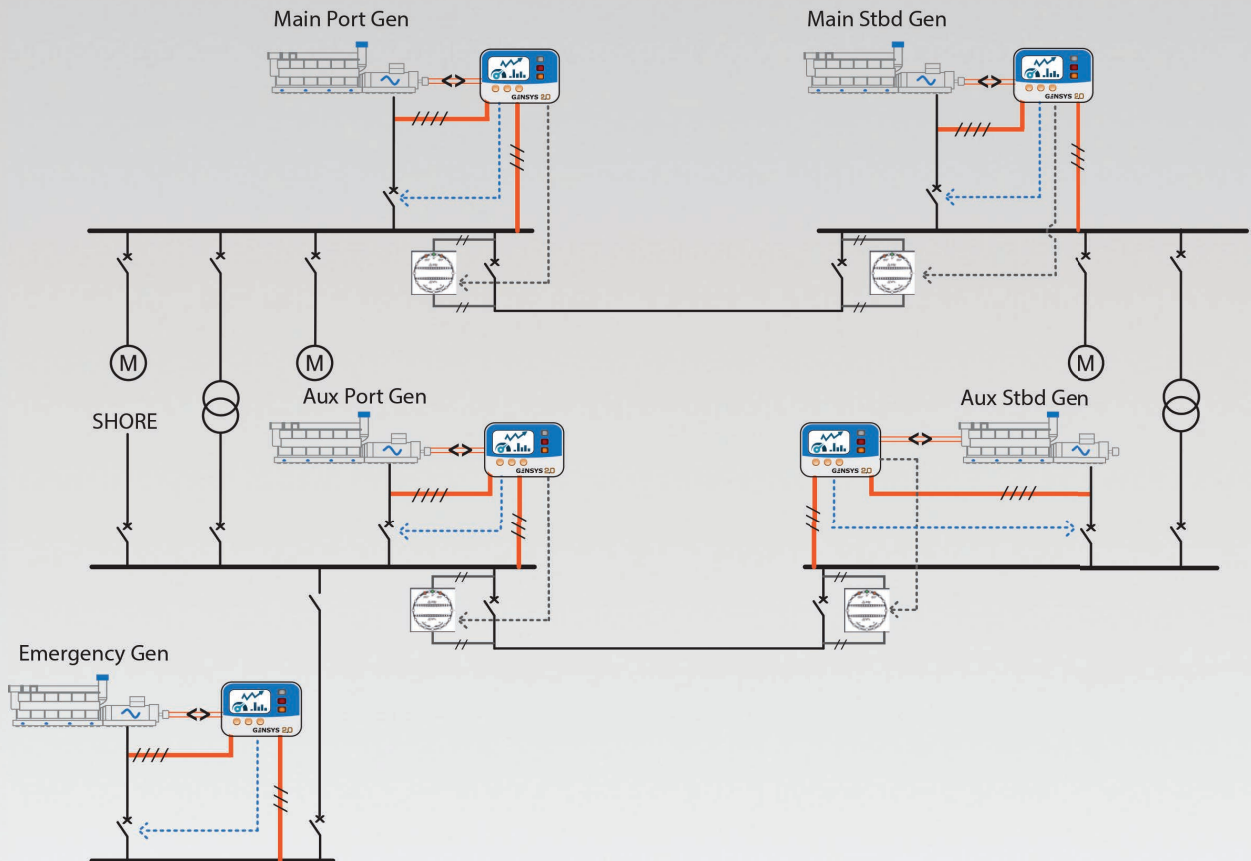 Main Port Gen
Main Stbd Gen
GENSYS 2.0
GENSYS 2.0
M
M
M
SHORE
Aux Port Gen
Aux Stbd Gen
GENSYS 2.0
GENSYS 2.0
Emergency Gen
GENSYS 2.0